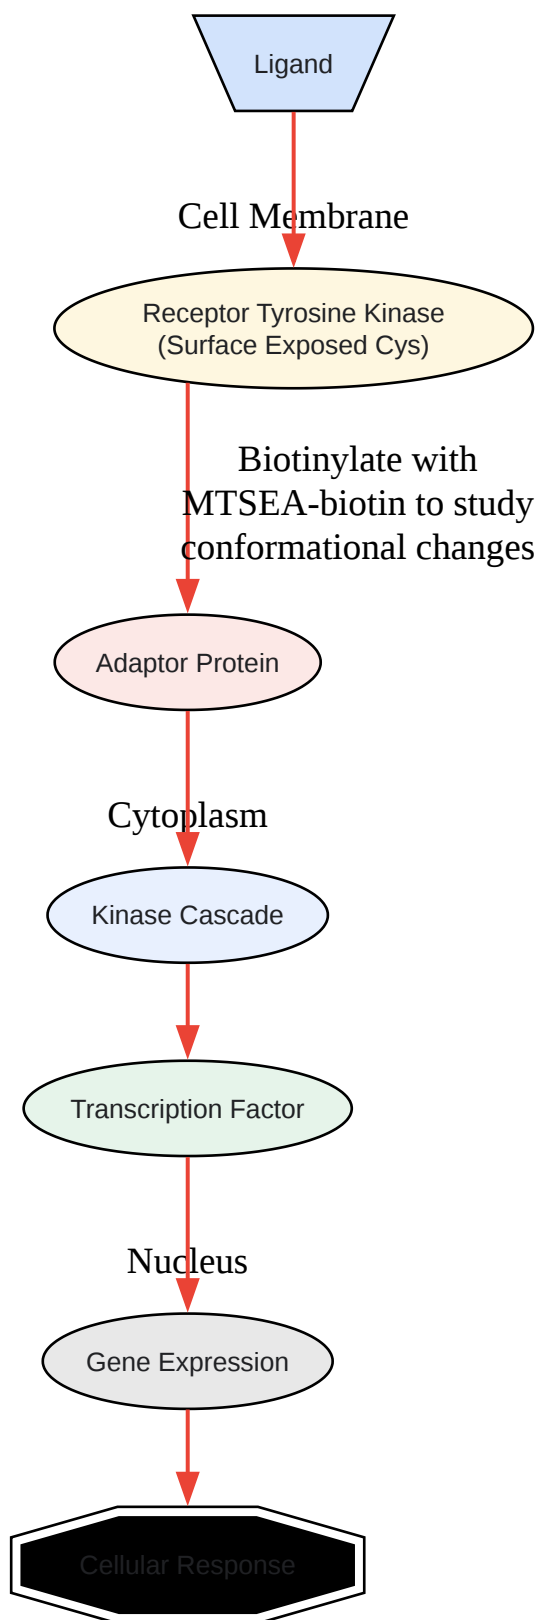 Ligand
Cell Membrane
Receptor Tyrosine Kinase
(Surface Exposed Cys)
Biotinylate with
MTSEA-biotin to study
conformational changes
Adaptor Protein
Cytoplasm
Kinase Cascade
Transcription Factor
Nucleus
Gene Expression
Cellular Response